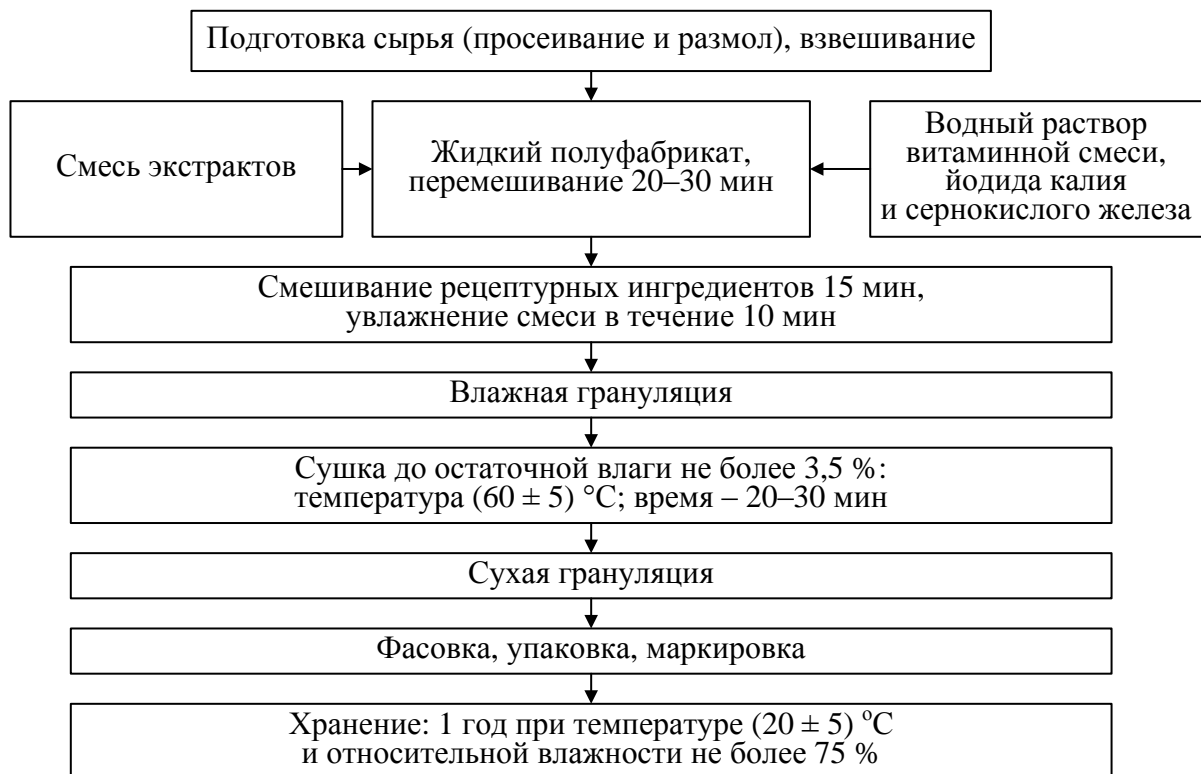 Подготовка сырья (просеивание и размол), взвешивание
Смесь экстрактов
Жидкий полуфабрикат,
перемешивание 20–30 мин
Водный раствор
витаминной смеси,
йодида калия
и сернокислого железа
Смешивание рецептурных ингредиентов 15 мин,
увлажнение смеси в течение 10 мин
Влажная грануляция
Сушка до остаточной влаги не более 3,5 %:
температура (60 ± 5) °С; время – 20–30 мин
Сухая грануляция
Фасовка, упаковка, маркировка
Хранение: 1 год при температуре (20 ± 5) °С
и относительной влажности не более 75 %